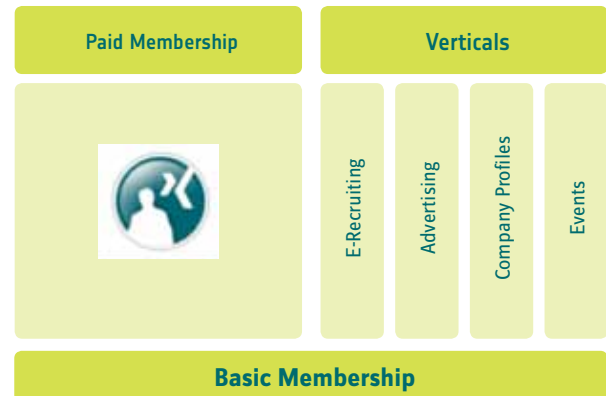 Paid Membership
Verticals
E-Recruiting
Advertising
Company Profiles
Events
Basic Membership